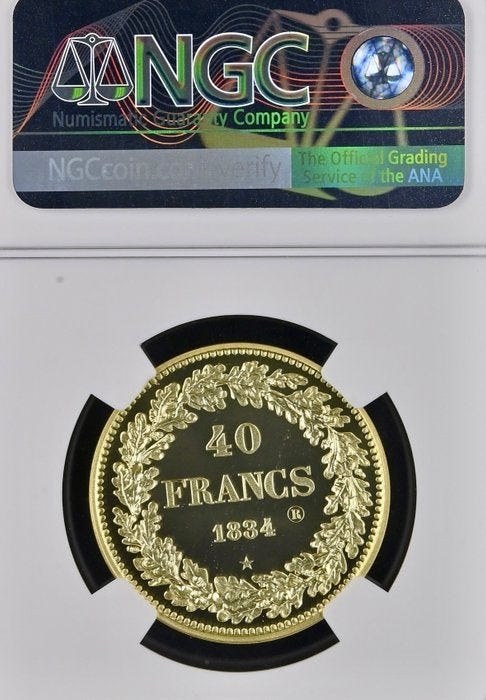 NGC
Numismatic Guaranty Company
NGCcoin.com/verify
The Official Grading
Service of the ANA
40
FRANCS
1834 R